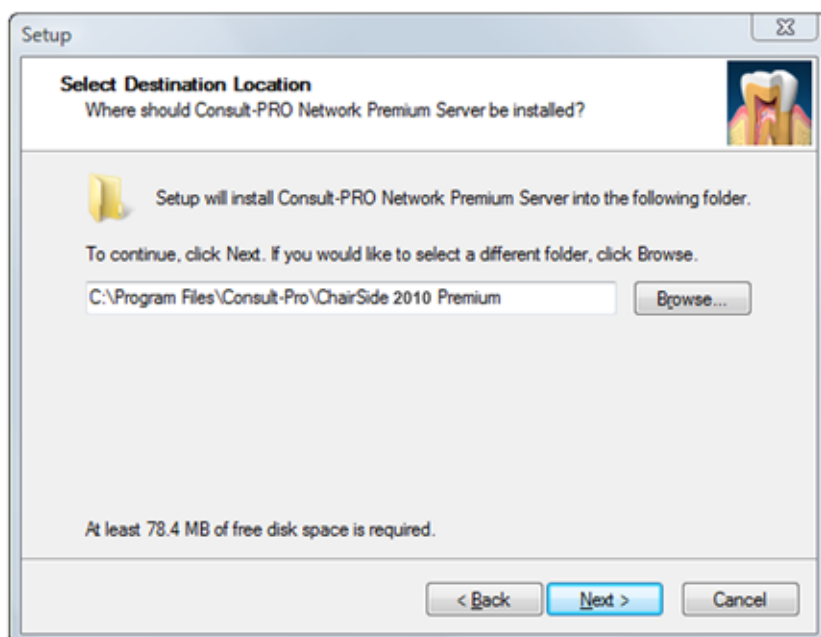 Setup
Select Destination Location
Where should Consult-PRO Network Premium Server be installed?
Setup will install Consult-PRO Network Premium Server into the following folder.
To continue, click Next. If you would like to select a different folder, click Browse.
C:\Program Files\Consult-Pro\ChairSide 2010 Premium
Browse...
At least 78.4 MB of free disk space is required.
< Back
Next >
Cancel